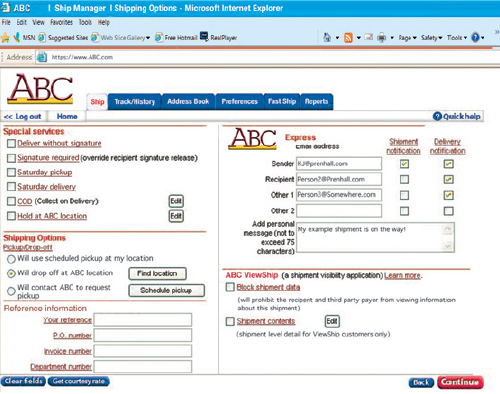 ABC | Ship Manager | Shipping Options - Microsoft Internet Explorer
File Edit View Favorites Tools Help
MSN Suggested Sites Web Slice Gallery Free Hotmail RealPlayer Page Safety Tools
Address https://www.ABC.com
ABC
Ship Track/History Address Book Preferences Fast Ship Reports
<< Log out Home Quick help
Special services
Deliver without signature
Signature required (override recipient signature release)
Saturday pickup
Saturday delivery
COD (Collect on Delivery) Edit
Hold at ABC location Edit
Shipping Options
Pickup/Drop-off
Will use scheduled pickup at my location
Will drop off at ABC location Find location
Will contact ABC to request pickup Schedule pickup
Reference information
Your reference
P.O. number
Invoice number
Department number
Clear fields Get courtesy rate
ABC Express
Email address Shipment notification Delivery notification
Sender KJ@prenhall.com
Recipient Person2@Prenhall.com
Other 1 Person3@Somewhere.com
Other 2
Add personal message (not to exceed 75 characters) My example shipment is on the way!
ABC ViewShip (a shipment visibility application) Learn more.
Block shipment data
(will prohibit the recipient and third party payer from viewing information
about this shipment)
Shipment contents Edit
(shipment level detail for ViewShip customers only)
Back Continue